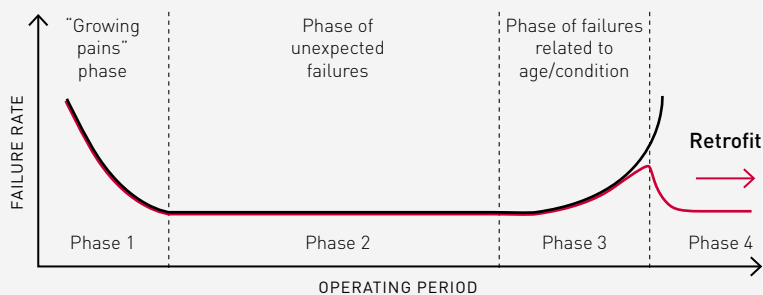 “Growing
pains”
phase
Phase of
unexpected
failures
Phase of failures
related to
age/condition
Retrofit
FAILURE RATE
Phase 1
Phase 2
Phase 3
Phase 4
OPERATING PERIOD